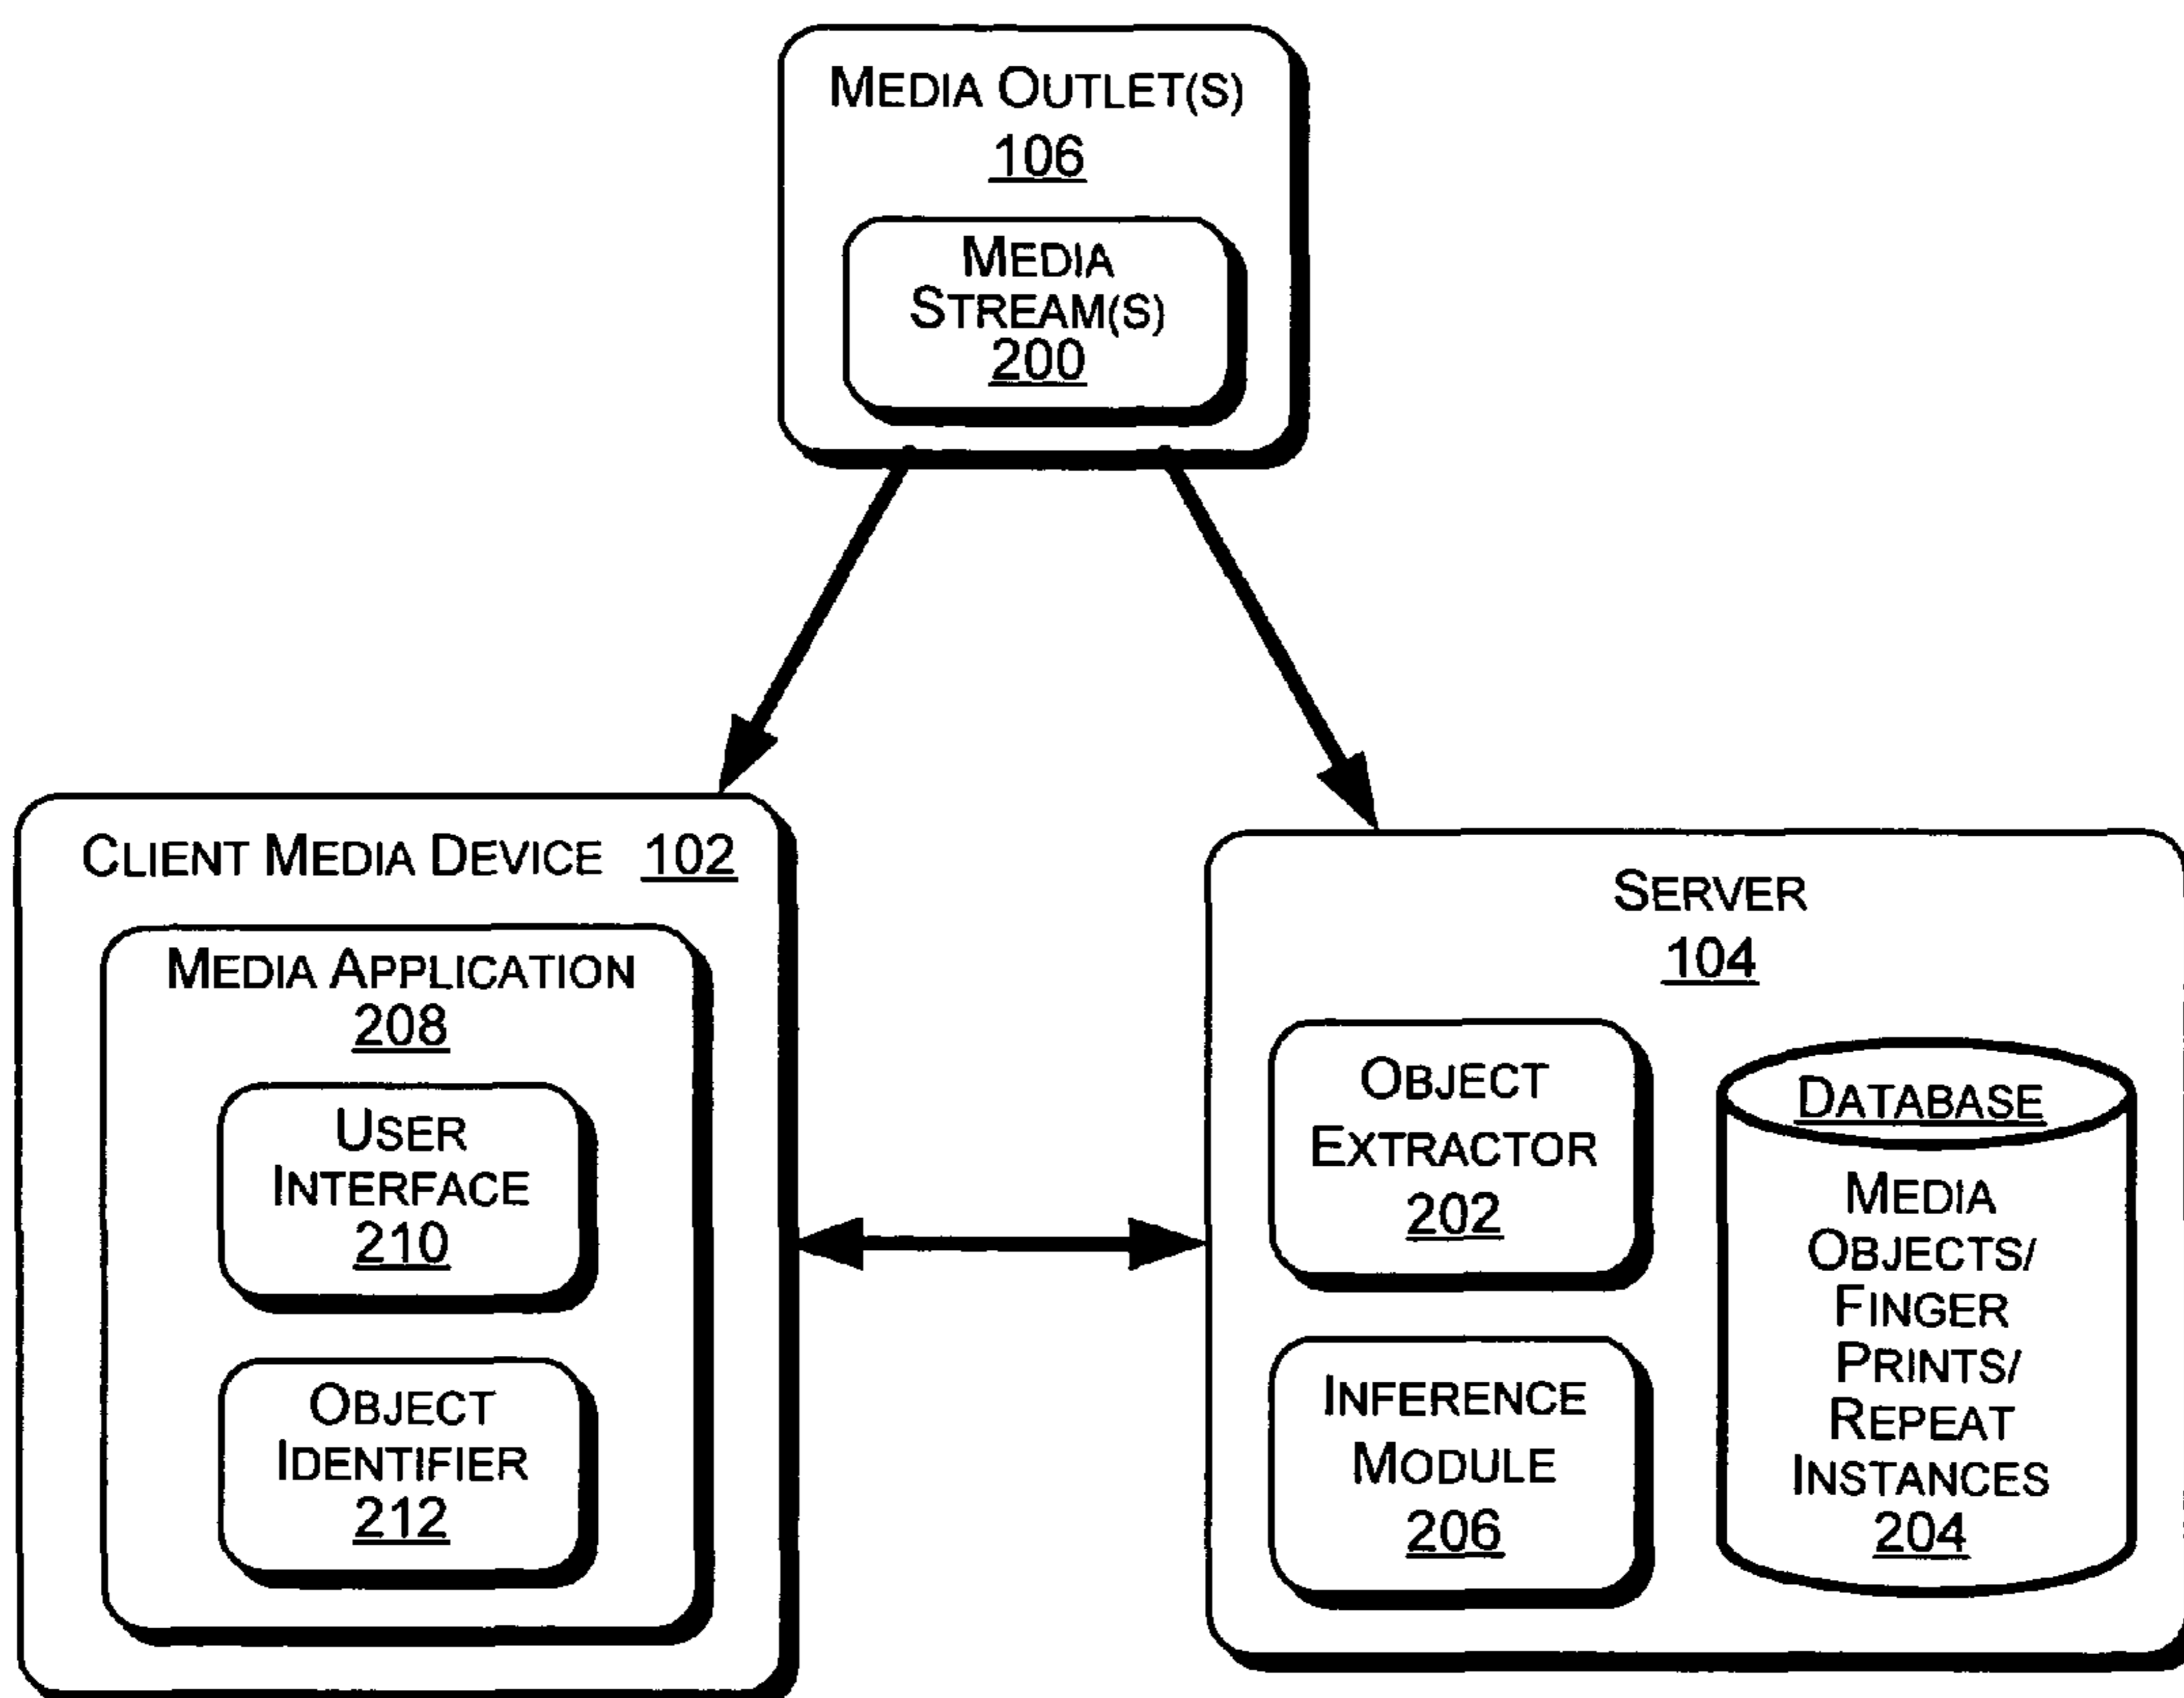 MEDIA OUTLET(S)
106
MEDIA
STREAM(S)
200
CLIENT MEDIA DEVICE 102
MEDIA APPLICATION
208
USER
INTERFACE
210
OBJECT
IDENTIFIER
212
SERVER
104
OBJECT
EXTRACTOR
202
INFERENCE
MODULE
206
DATABASE
MEDIA
OBJECTS/
FINGER
PRINTS/
REPEAT
INSTANCES
204